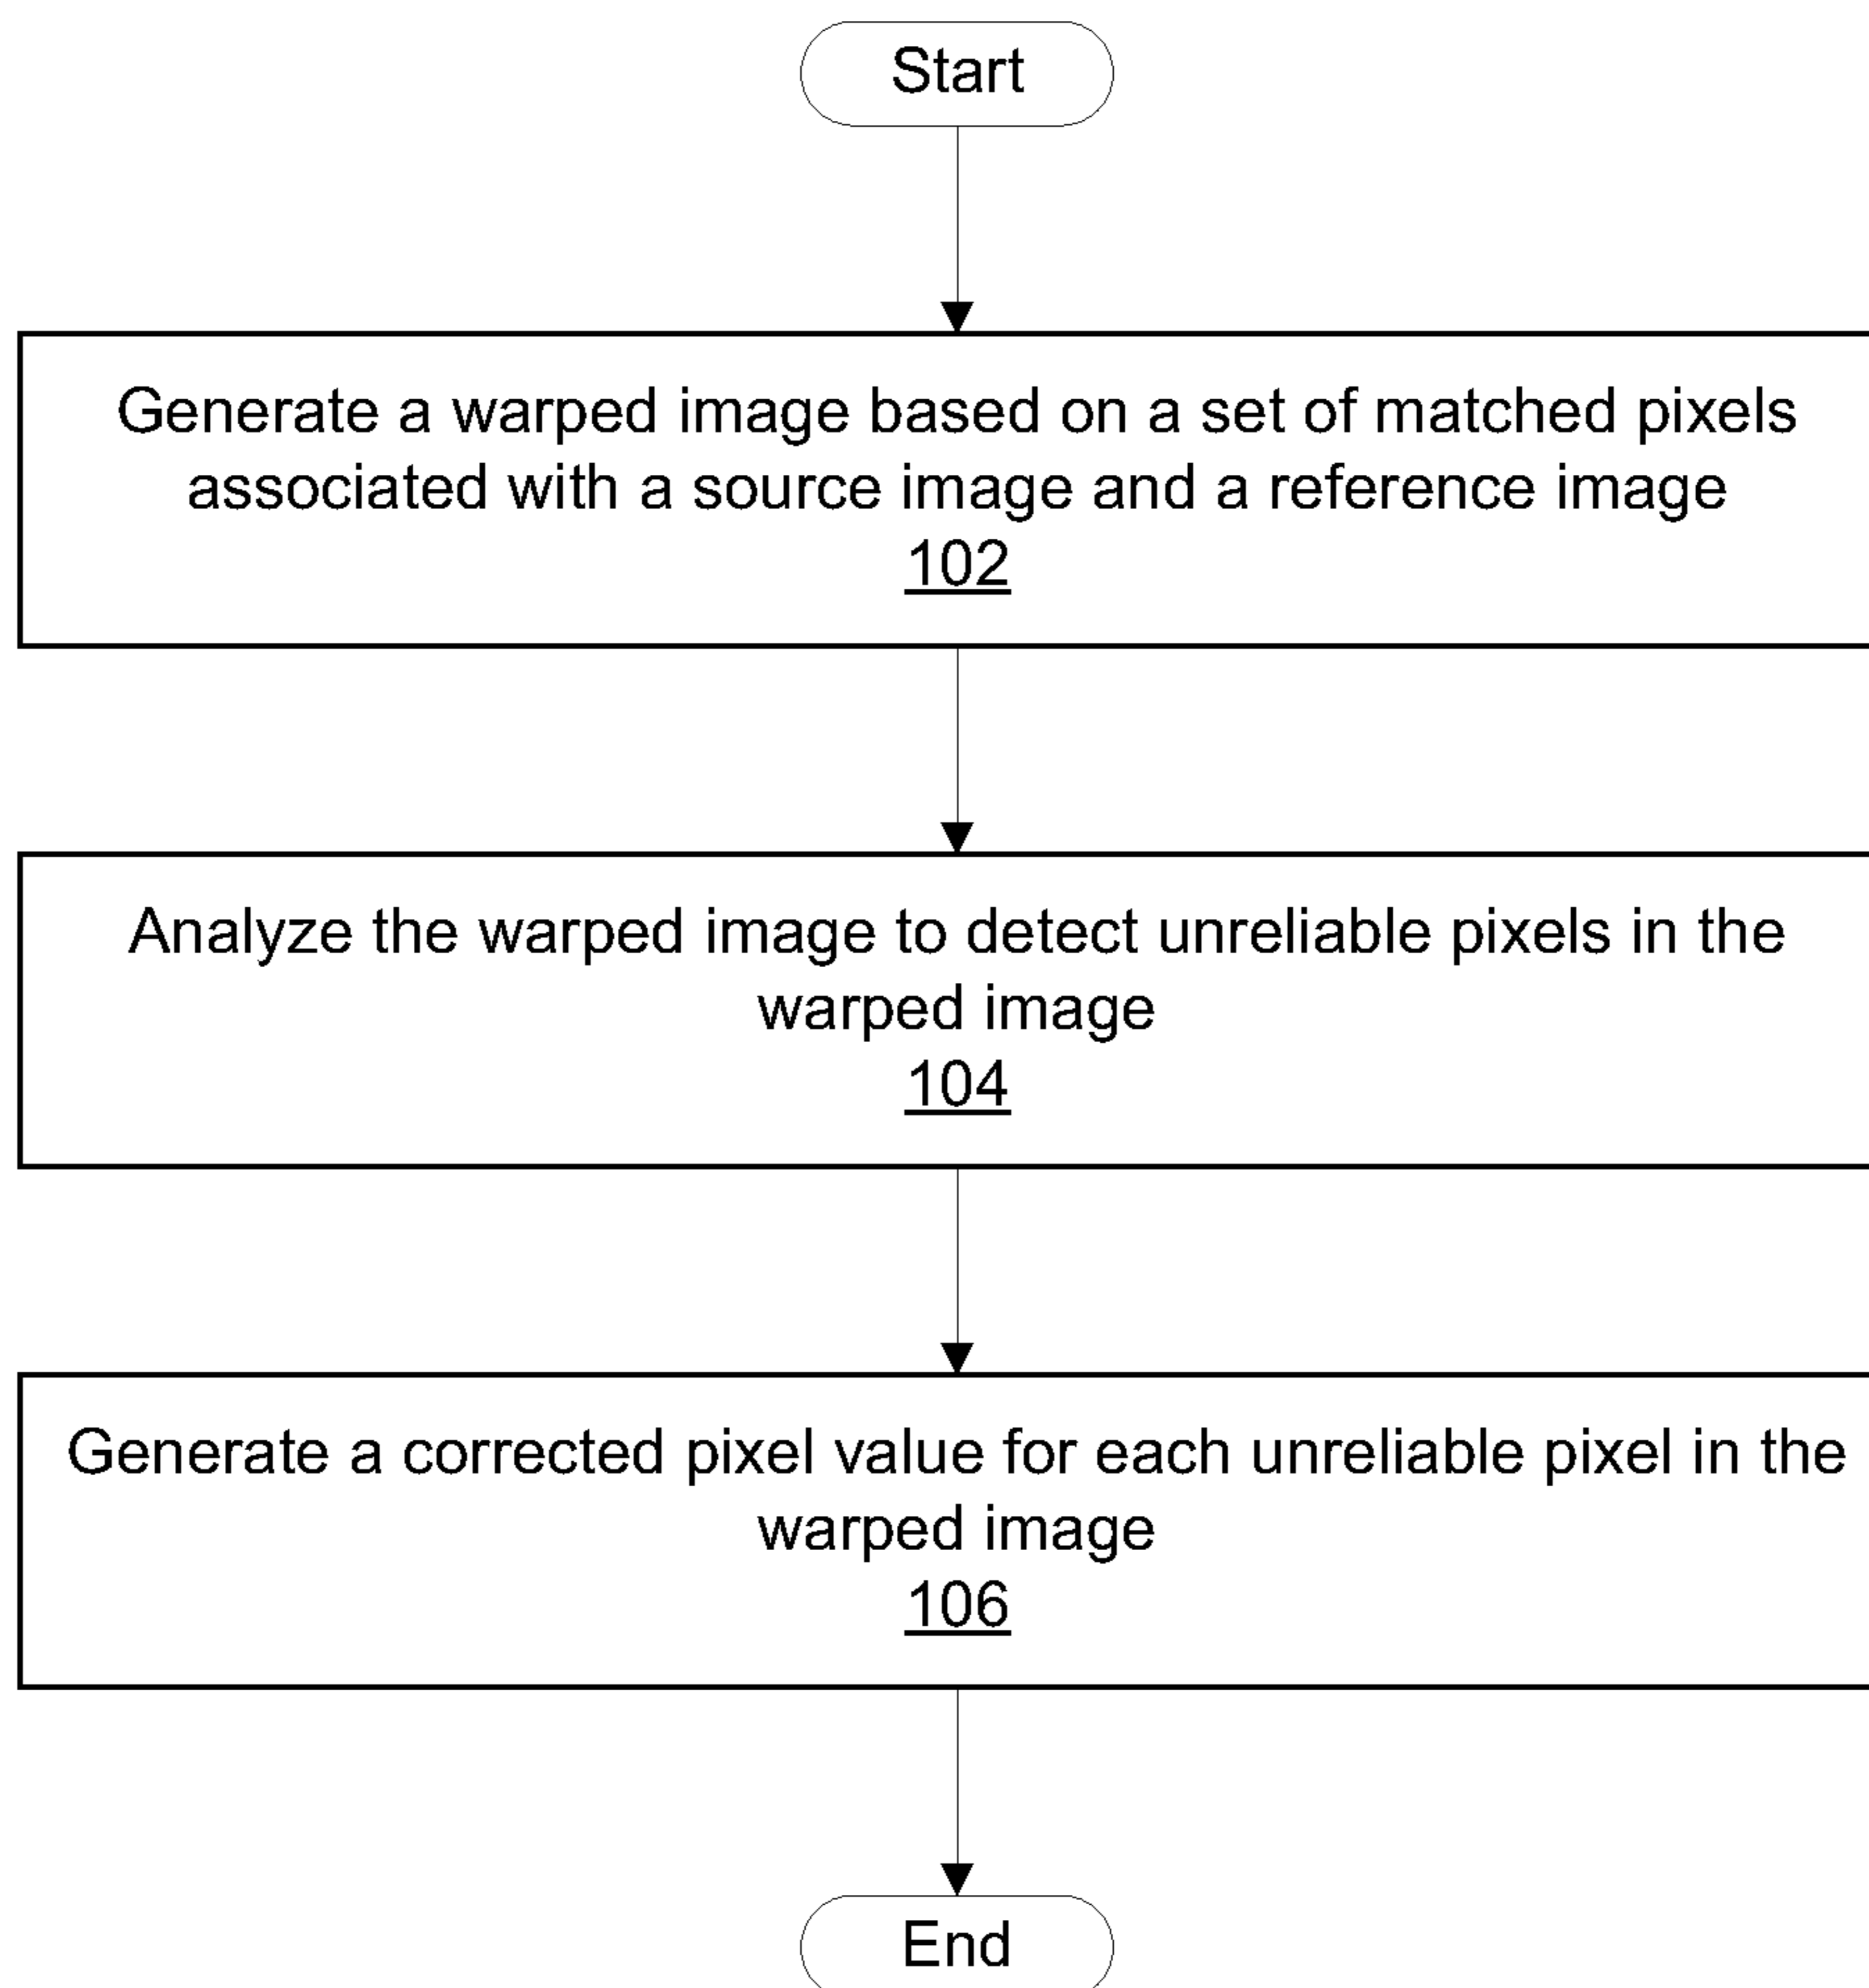 Start
Generate a warped image based on a set of matched pixels
associated with a source image and a reference image
102
Analyze the warped image to detect unreliable pixels in the
warped image
104
Generate a corrected pixel value for each unreliable pixel in the
warped image
106
End